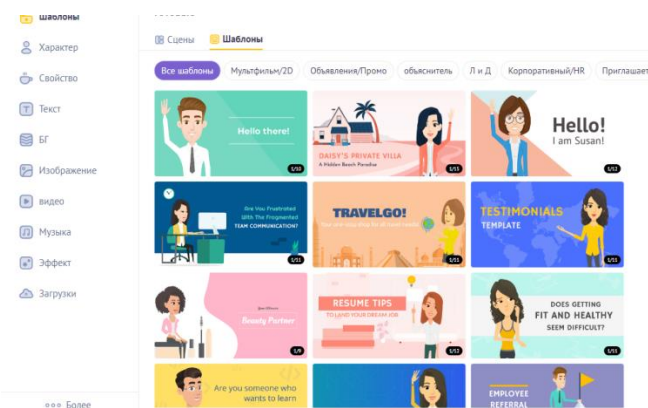 Шаблоны
Характер
Свойство
Текст
БГ
Изображение
видео
Музыка
Эффект
Загрузки
Более
Сцены
Шаблоны
Все шаблоны
Мультфильм/2D
Объявления/Промо
объяснитель
Л и Д
Корпоративный/HR
Приглашает
Hello there!
1/10
DAISY'S PRIVATE VILLA
A Hidden Beach Paradise
1/11
Hello!
I am Susan!
1/12
Are You Frustrated
With The Fragmented
TEAM COMMUNICATION?
1/11
TRAVELGO!
1/11
TESTIMONIALS
TEMPLATE
1/11
Beauty Partner
1/9
RESUME TIPS
TO LAND YOUR DREAM JOB
1/12
DOES GETTING
FIT AND HEALTHY
SEEM DIFFICULT?
1/11
Are you someone who
wants to learn
EMPLOYEE
REFERRAL